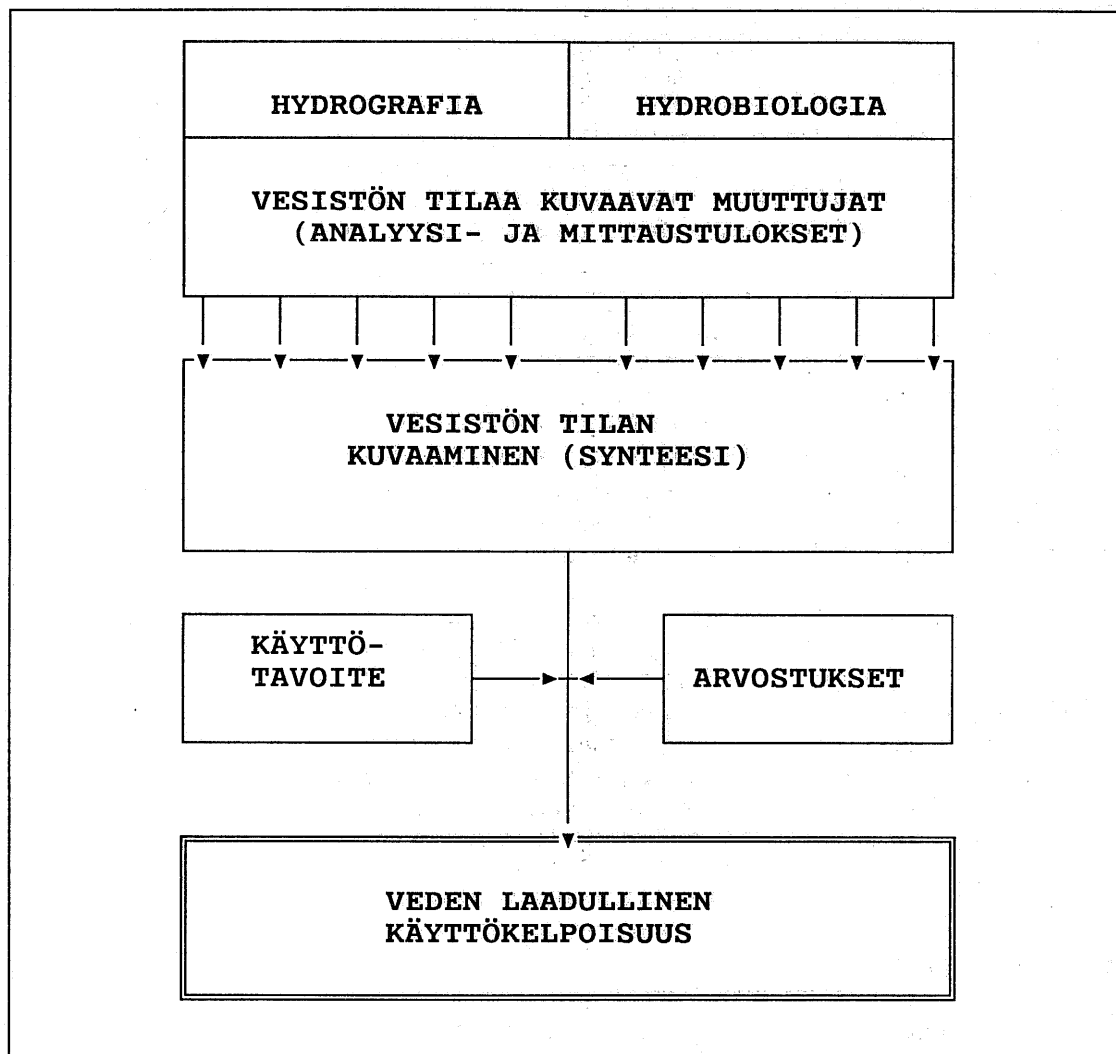 HYDROGRAFIA
HYDROBIOLOGIA
VESISTÖN TILAA KUVAAVAT MUUTTUJAT
(ANALYYSI- JA MITTAUSTULOKSET)
VESISTÖN TILAN
KUVAAMINEN (SYNTEESI)
KÄYTTÖ-
TAVOITE
ARVOSTUKSET
VEDEN LAADULLINEN
KÄYTTÖKELPOISUUS